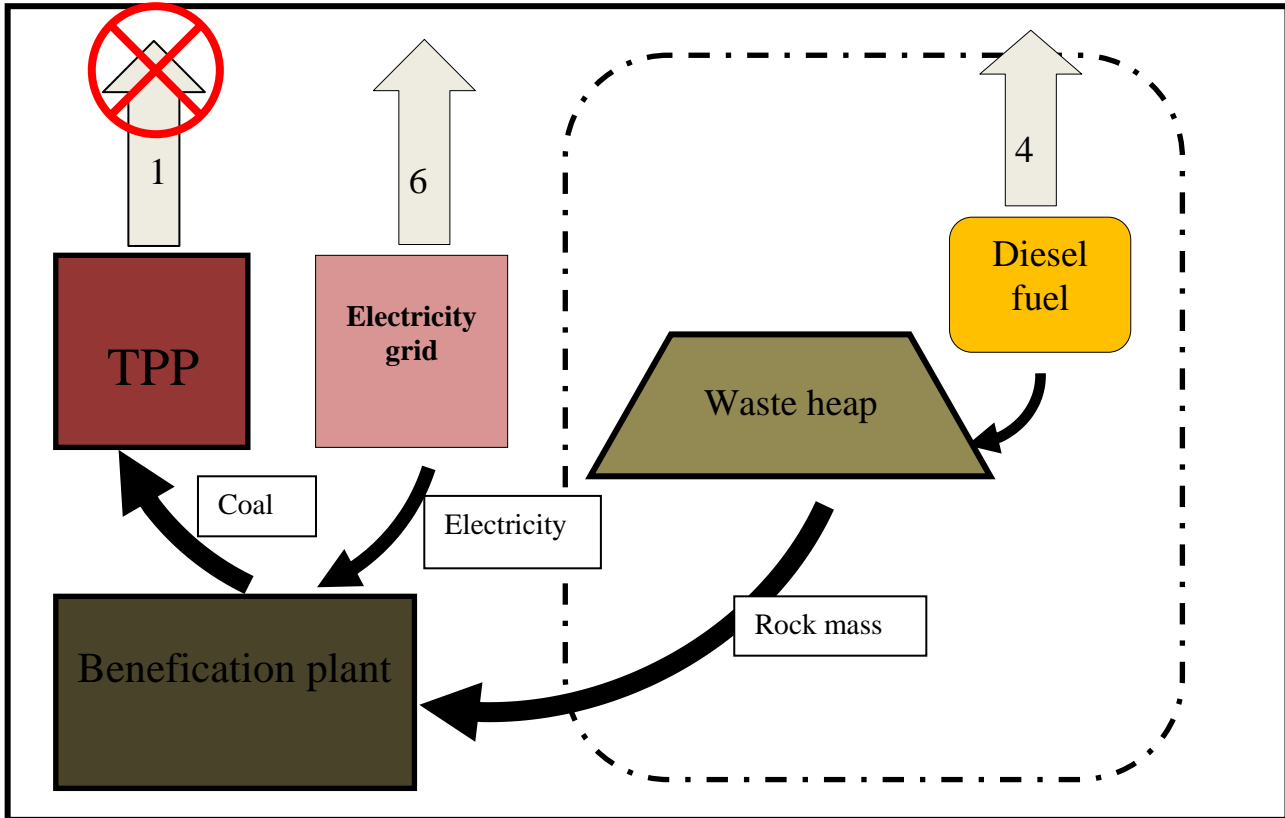 1
6
4
Diesel
fuel
Electricity
grid
TPP
Waste heap
Coal
Electricity
Rock mass
Benefication plant